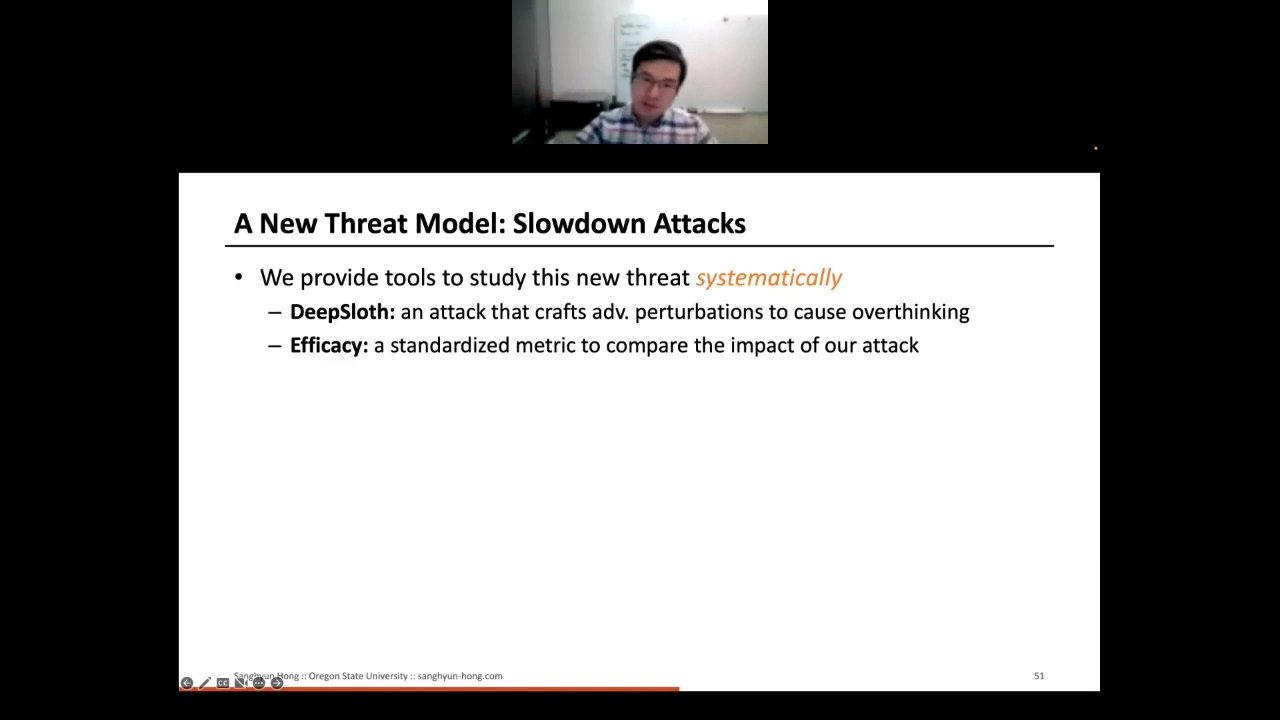 A New Threat Model: Slowdown Attacks
• We provide tools to study this new threat systematically
– DeepSloth: an attack that crafts adv. perturbations to cause overthinking
– Efficacy: a standardized metric to compare the impact of our attack
Sanghyun Hong :: Oregon State University :: sanghyun-hong.com
51